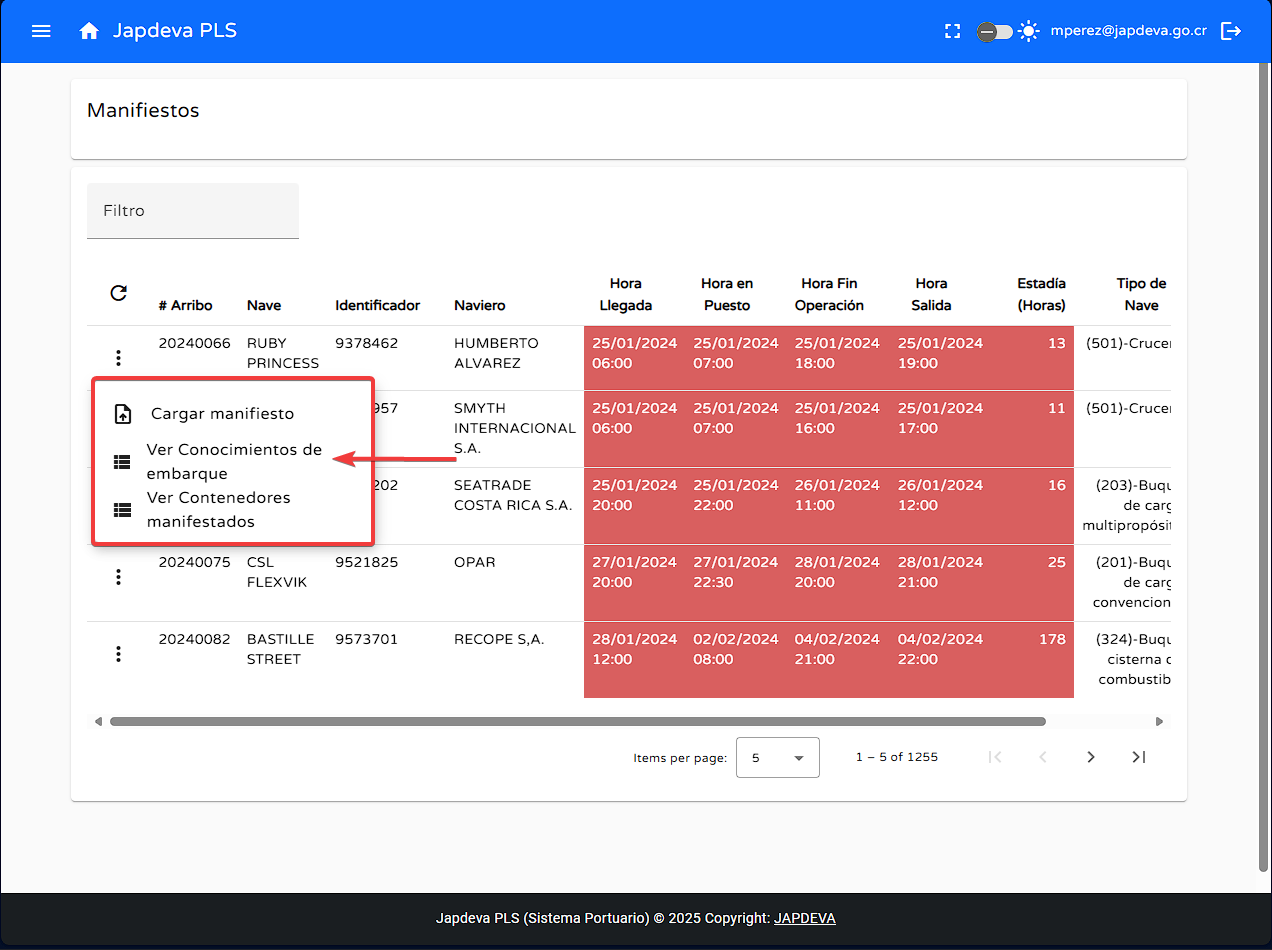 Japdeva PLS
mperez@japdeva.go.cr
Manifiestos
Filtro
# Arribo Nave Identificador Naviero Hora Llegada Hora en Puesto Hora Fin Operación Hora Salida Estadía (Horas) Tipo de Nave
20240066 RUBY PRINCESS 9378462 HUMBERTO ALVAREZ 25/01/2024 06:00 25/01/2024 07:00 25/01/2024 18:00 25/01/2024 19:00 13 (501)-Crucer
957 SMYTH INTERNACIONAL S.A. 25/01/2024 06:00 25/01/2024 07:00 25/01/2024 16:00 25/01/2024 17:00 11 (501)-Crucer
202 SEATRADE COSTA RICA S.A. 25/01/2024 20:00 25/01/2024 22:00 26/01/2024 11:00 26/01/2024 12:00 16 (203)-Buqu de carg multipropósit
Cargar manifiesto
Ver Conocimientos de
embarque
Ver Contenedores
manifestados
20240075 CSL FLEXVIK 9521825 OPAR 27/01/2024 20:00 27/01/2024 22:30 28/01/2024 20:00 28/01/2024 21:00 25 (201)-Buqu de carg convencion
20240082 BASTILLE STREET 9573701 RECOPE S,A. 28/01/2024 12:00 02/02/2024 08:00 04/02/2024 21:00 04/02/2024 22:00 178 (324)-Buqu cisterna c combustib
Items per page: 5 1 – 5 of 1255
Japdeva PLS (Sistema Portuario) © 2025 Copyright: JAPDEVA